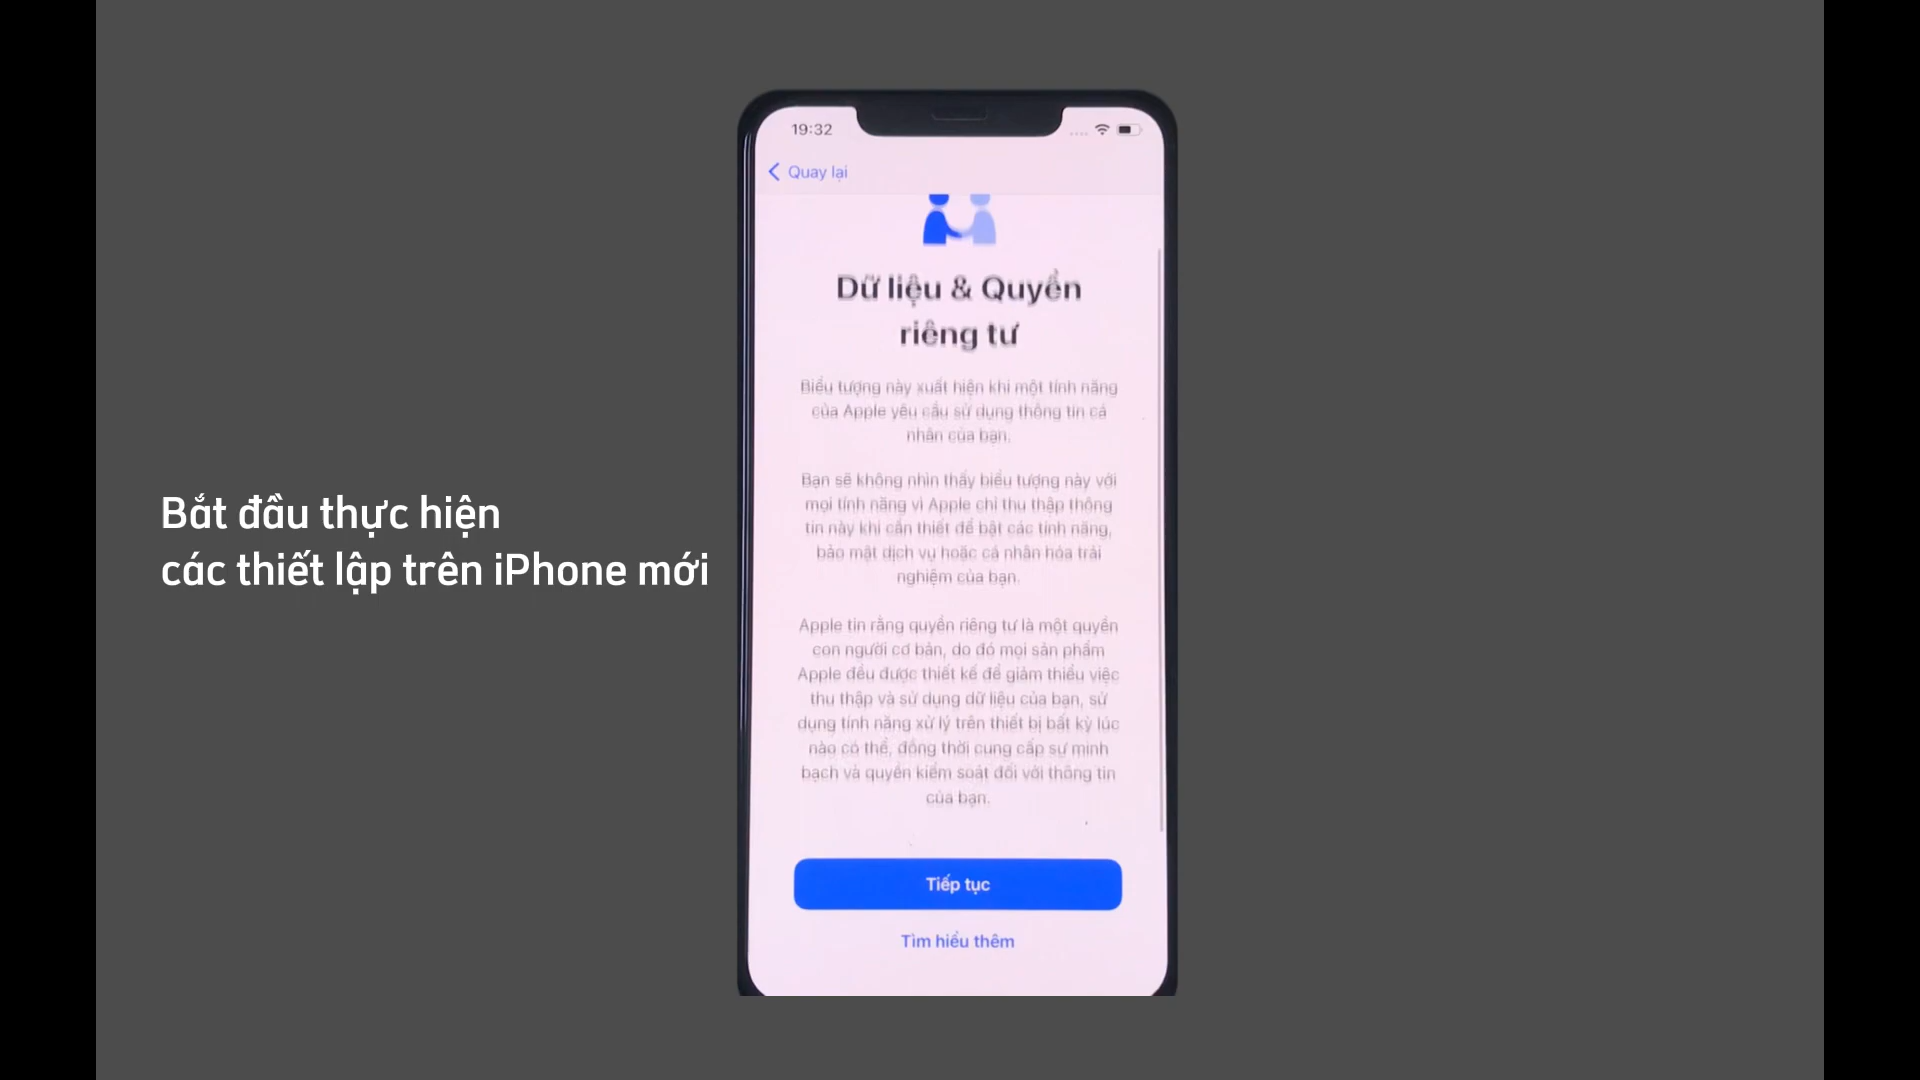 Bắt đầu thực hiện
các thiết lập trên iPhone mới
19:32
Quay lại
Dữ liệu & Quyền
riêng tư
Biểu tượng này xuất hiện khi một tính năng
của Apple yêu cầu sử dụng thông tin cá
nhân của bạn.
Bạn sẽ không nhìn thấy biểu tượng này với
mọi tính năng vì Apple chỉ thu thập thông
tin này khi cần thiết để bật các tính năng,
bảo mật dịch vụ hoặc cá nhân hóa trải
nghiệm của bạn.
Apple tin rằng quyền riêng tư là một quyền
con người cơ bản, do đó mọi sản phẩm
Apple đều được thiết kế để giảm thiểu việc
thu thập và sử dụng dữ liệu của bạn, sử
dụng tính năng xử lý trên thiết bị bất kỳ lúc
nào có thể, đồng thời cung cấp sự minh
bạch và quyền kiểm soát đối với thông tin
của bạn.
Tiếp tục
Tìm hiểu thêm